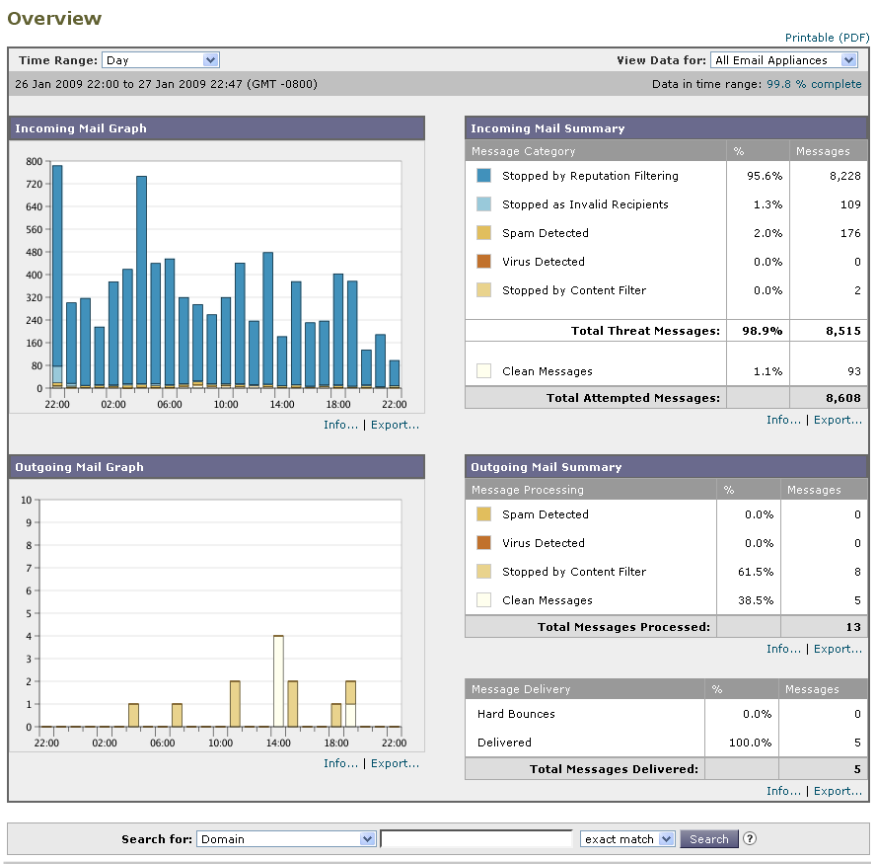 Overview
Printable (PDF)
Time Range: Day
View Data for: All Email Appliances
26 Jan 2009 22:00 to 27 Jan 2009 22:47 (GMT -0800)
Data in time range: 99.8 % complete
Incoming Mail Graph
800
720
640
560
480
400
320
240
160
80
0
22:00 02:00 06:00 10:00 14:00 18:00 22:00
Info... | Export...
Incoming Mail Summary
Message Category % Messages
Stopped by Reputation Filtering 95.6% 8,228
Stopped as Invalid Recipients 1.3% 109
Spam Detected 2.0% 176
Virus Detected 0.0% 0
Stopped by Content Filter 0.0% 2
Total Threat Messages: 98.9% 8,515
Clean Messages 1.1% 93
Total Attempted Messages: 8,608
Info... | Export...
Outgoing Mail Graph
10
9
8
7
6
5
4
3
2
1
0
22:00 02:00 06:00 10:00 14:00 18:00 22:00
Info... | Export...
Outgoing Mail Summary
Message Processing % Messages
Spam Detected 0.0% 0
Virus Detected 0.0% 0
Stopped by Content Filter 61.5% 8
Clean Messages 38.5% 5
Total Messages Processed: 13
Info... | Export...
Message Delivery % Messages
Hard Bounces 0.0% 0
Delivered 100.0% 5
Total Messages Delivered: 5
Info... | Export...
Search for: Domain exact match Search ?